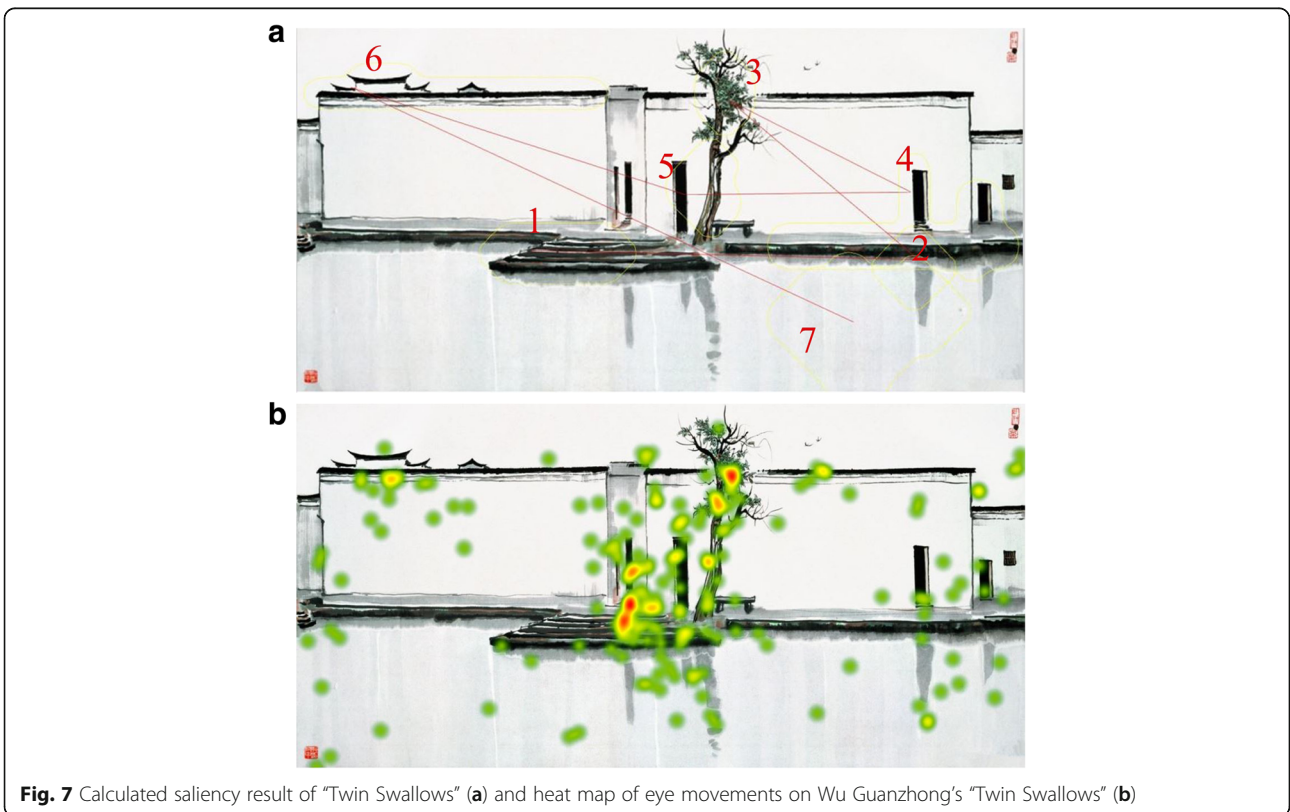 a
6
3
4
5
1
2
7
b
Fig. 7 Calculated saliency result of "Twin Swallows" (a) and heat map of eye movements on Wu Guanzhong's "Twin Swallows" (b)